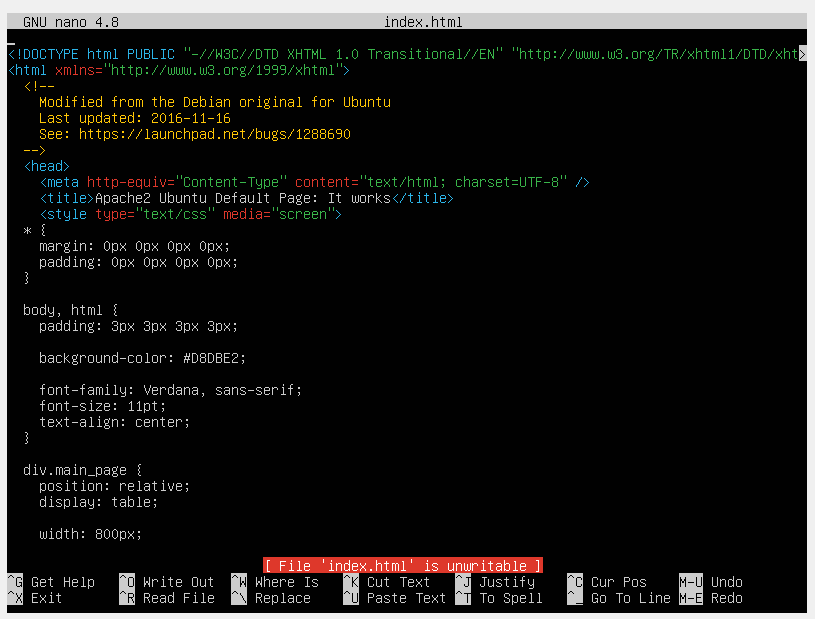 GNU nano 4.8 index.html
<!DOCTYPE html PUBLIC "-//W3C//DTD XHTML 1.0 Transitional//EN" "http://www.w3.org/TR/xhtml1/DTD/xht>
<html xmlns="http://www.w3.org/1999/xhtml">
  <!--
    Modified from the Debian original for Ubuntu
    Last updated: 2016-11-16
    See: https://launchpad.net/bugs/1288690
  -->
  <head>
    <meta http-equiv="Content-Type" content="text/html; charset=UTF-8" />
    <title>Apache2 Ubuntu Default Page: It works</title>
    <style type="text/css" media="screen">
  * {
    margin: 0px 0px 0px 0px;
    padding: 0px 0px 0px 0px;
  }

  body, html {
    padding: 3px 3px 3px 3px;

    background-color: #D8DBE2;

    font-family: Verdana, sans-serif;
    font-size: 11pt;
    text-align: center;
  }

  div.main_page {
    position: relative;
    display: table;

    width: 800px;

[ File 'index.html' is unwritable ]
^G Get Help ^O Write Out ^W Where Is ^K Cut Text ^J Justify ^C Cur Pos M-U Undo
^X Exit ^R Read File ^\ Replace ^U Paste Text ^T To Spell ^_ Go To Line M-E Redo